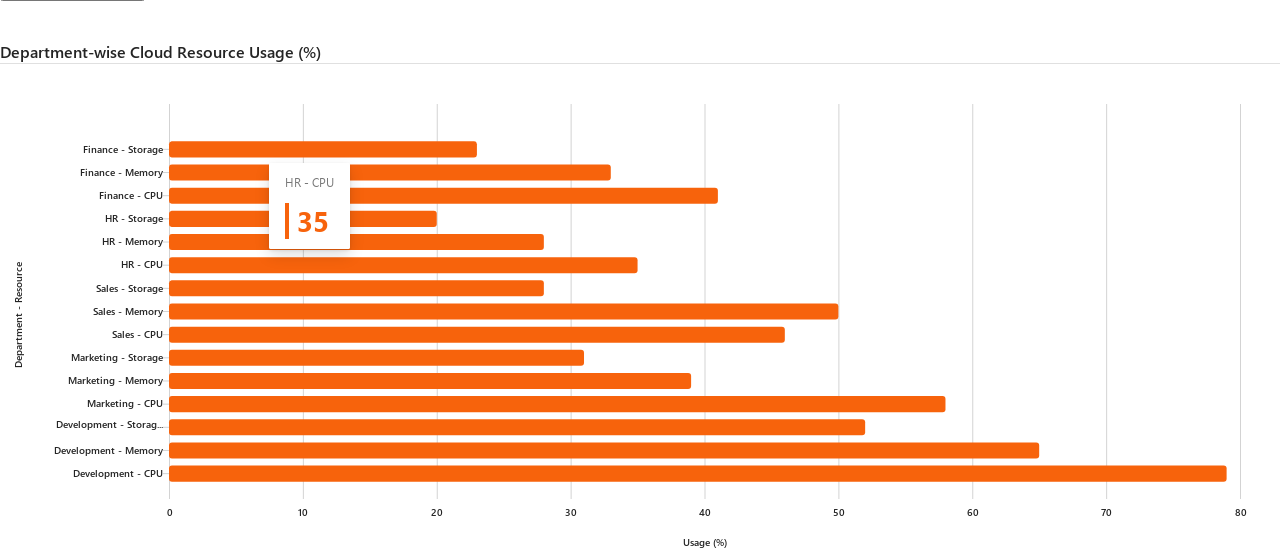 Department-wise Cloud Resource Usage (%)
Finance - Storage
Finance - Memory
HR - CPU
Finance - CPU
35
HR - Storage
HR - Memory
HR - CPU
Sales - Storage
Sales - Memory
Sales - CPU
Marketing - Storage
Marketing - Memory
Marketing - CPU
Development - Storag...
Development - Memory
Development - CPU
Department - Resource
0 10 20 30 40 50 60 70 80
Usage (%)